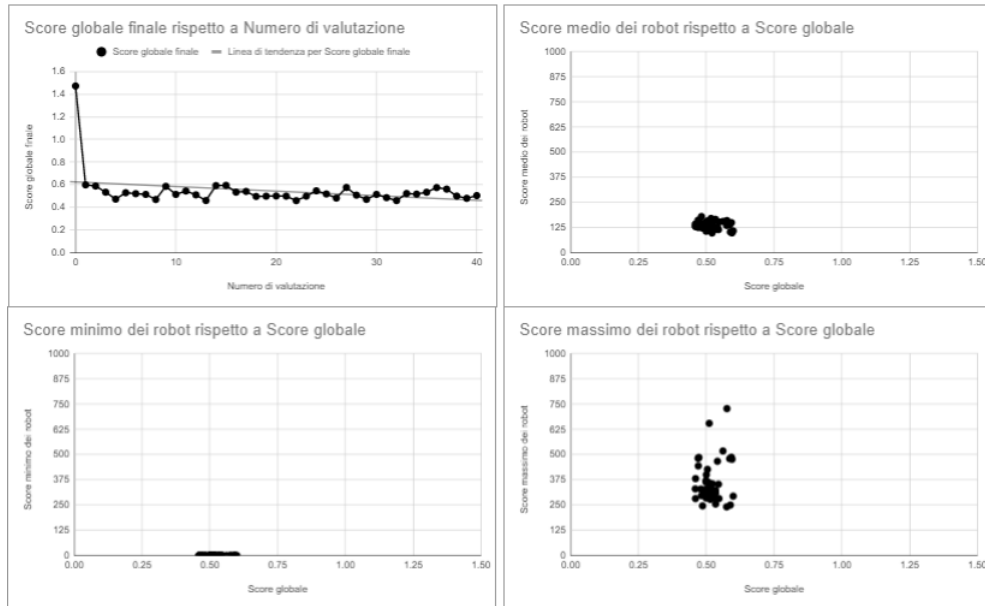 Score globale finale rispetto a Numero di valutazione
Score globale finale
Linea di tendenza per Score globale finale
Score globale finale
1.6
1.4
1.2
1.0
0.8
0.6
0.4
0.2
0.0
0 10 20 30 40
Numero di valutazione
Score medio dei robot rispetto a Score globale
Score medio dei robot
1000
875
750
625
500
375
250
125
0
0.00 0.25 0.50 0.75 1.00 1.25 1.50
Score globale
Score minimo dei robot rispetto a Score globale
Score minimo dei robot
1000
875
750
625
500
375
250
125
0
0.00 0.25 0.50 0.75 1.00 1.25 1.50
Score globale
Score massimo dei robot rispetto a Score globale
Score massimo dei robot
1000
875
750
625
500
375
250
125
0
0.00 0.25 0.50 0.75 1.00 1.25 1.50
Score globale